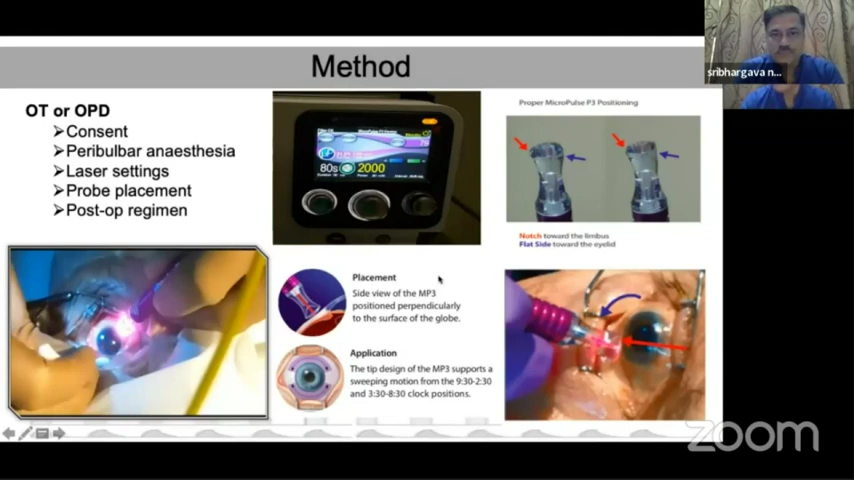 Method
OT or OPD
➢Consent
➢Peribulbar anaesthesia
➢Laser settings
➢Probe placement
➢Post-op regimen
80s
2000
Proper MicroPulse P3 Positioning
Notch toward the limbus
Flat Side toward the eyelid
Placement
Side view of the MP3
positioned perpendicularly
to the surface of the globe.
Application
The tip design of the MP3 supports a
sweeping motion from the 9:30-2:30
and 3:30-8:30 clock positions.
sribhargava n...
zoom